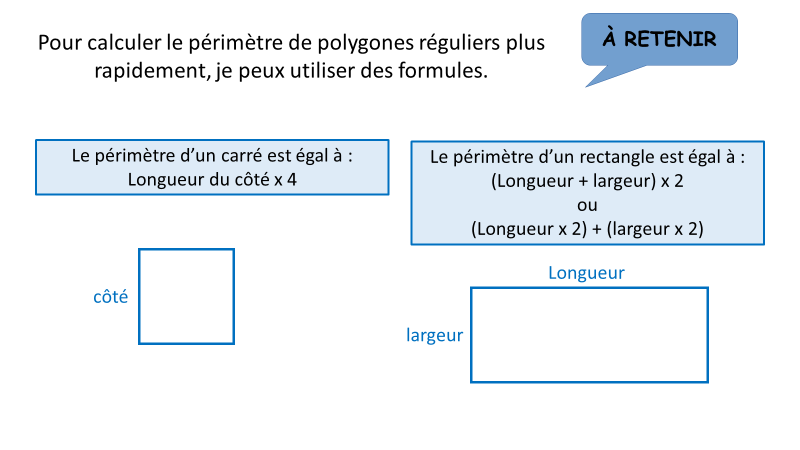 Pour calculer le périmètre de polygones réguliers plus
rapidement, je peux utiliser des formules.
À RETENIR
Le périmètre d’un carré est égal à :
Longueur du côté x 4
Le périmètre d’un rectangle est égal à :
(Longueur + largeur) x 2
ou
(Longueur x 2) + (largeur x 2)
côté
Longueur
largeur